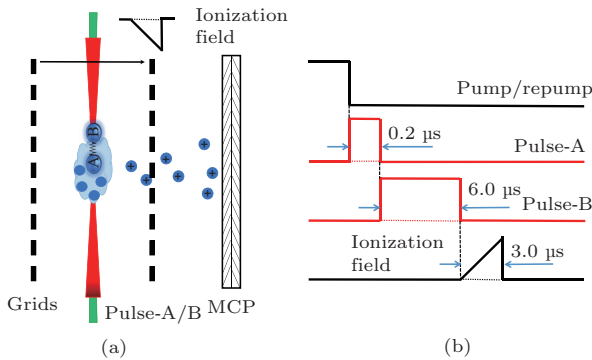 Ionization
field
B
A
+ + + + + + + +
Grids
Pulse-A/B
MCP
(a)
Pump/repump
0.2 µs
Pulse-A
6.0 µs
Pulse-B
Ionization
field
3.0 µs
(b)